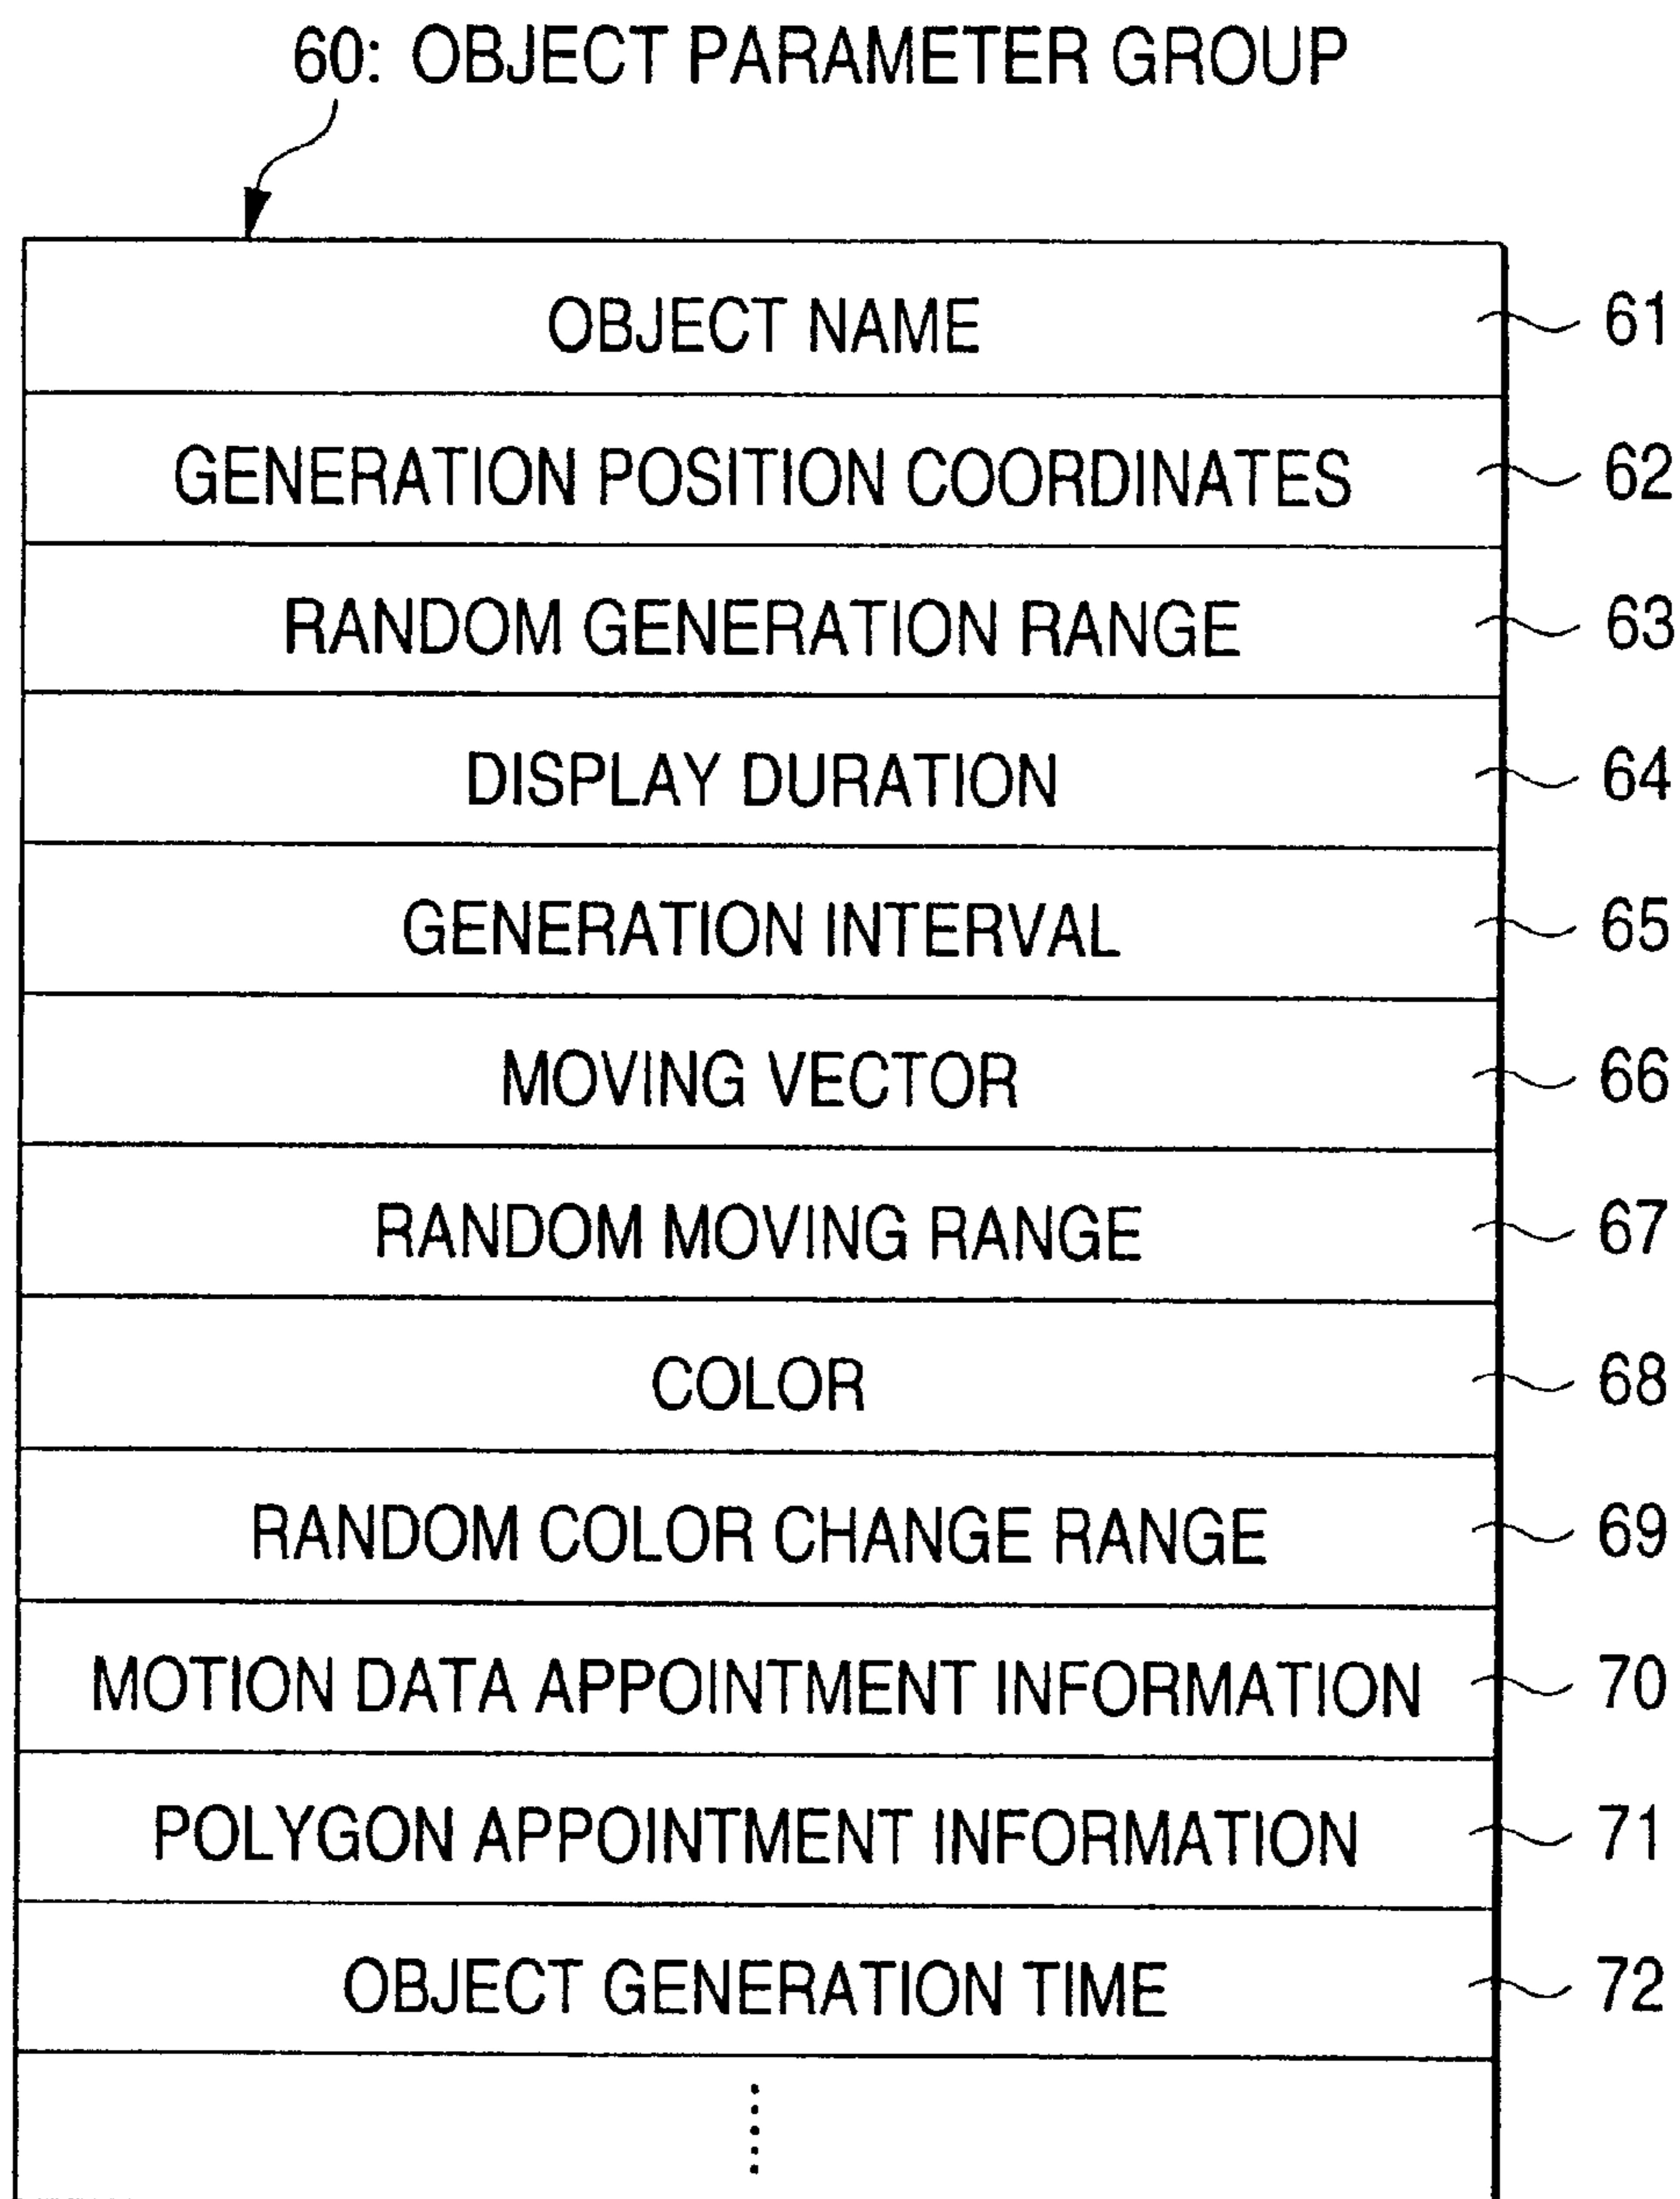 60: OBJECT PARAMETER GROUP
OBJECT NAME 61
GENERATION POSITION COORDINATES 62
RANDOM GENERATION RANGE 63
DISPLAY DURATION 64
GENERATION INTERVAL 65
MOVING VECTOR 66
RANDOM MOVING RANGE 67
COLOR 68
RANDOM COLOR CHANGE RANGE 69
MOTION DATA APPOINTMENT INFORMATION 70
POLYGON APPOINTMENT INFORMATION 71
OBJECT GENERATION TIME 72